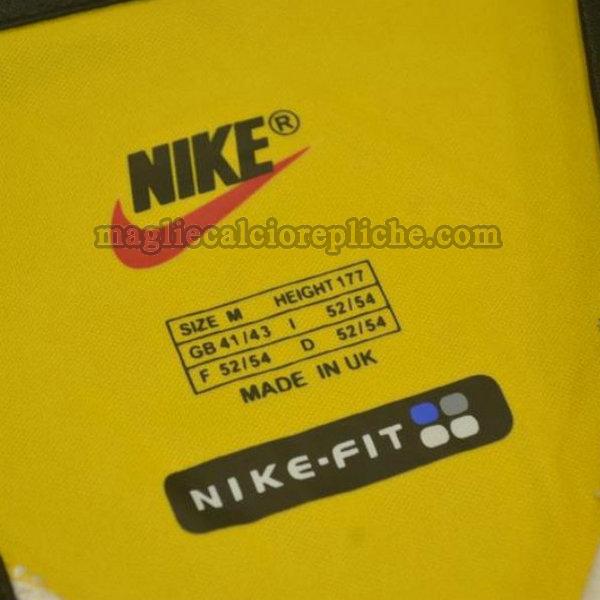 NIKE®
magliecalciorepliche.com
SIZE M HEIGHT 177
GB 41/43 I 52/54
F 52/54 D 52/54
MADE IN UK
NIKE-FIT